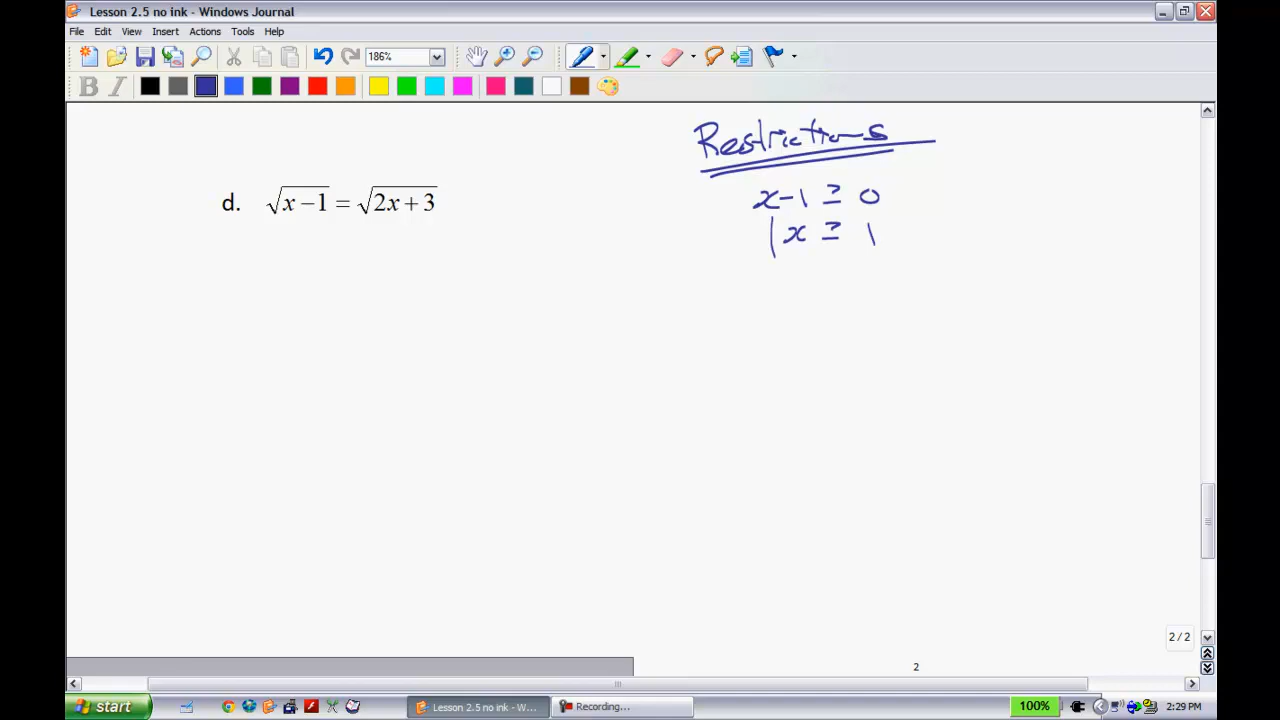 Lesson 2.5 no ink - Windows Journal
File Edit View Insert Actions Tools Help
186%
B I
Restrictions
x-1 ≥ 0
x ≥ 1
d. √x−1 = √2x+3
2 / 2
2
start
Lesson 2.5 no ink - W...
Recording...
100%
2:29 PM